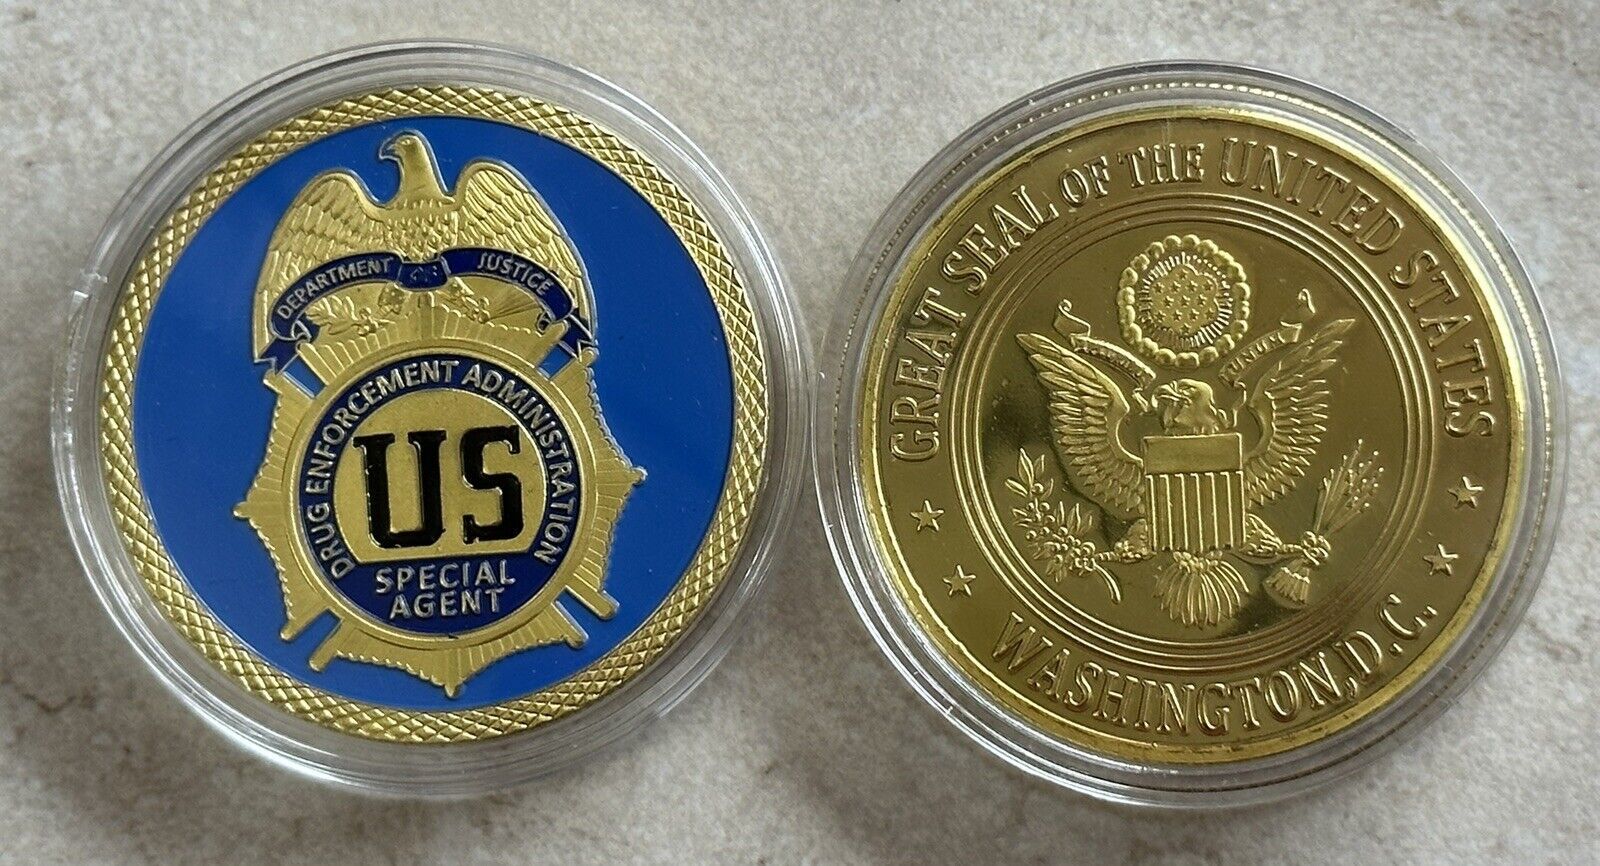 DEPARTMENT OF JUSTICE
DRUG ENFORCEMENT ADMINISTRATION
US
SPECIAL
AGENT
GREAT SEAL OF THE UNITED STATES
WASHINGTON, D.C.